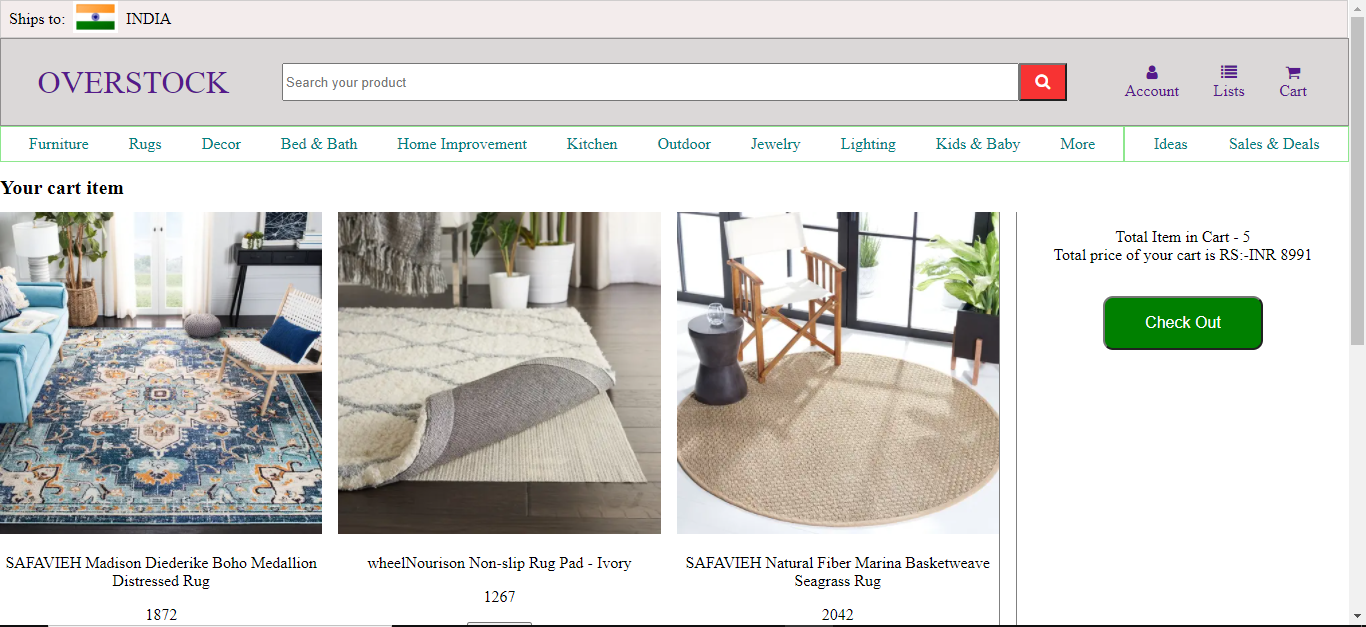 Ships to: INDIA
OVERSTOCK
Search your product
Account
Lists
Cart
Furniture Rugs Decor Bed & Bath Home Improvement Kitchen Outdoor Jewelry Lighting Kids & Baby More Ideas Sales & Deals
Your cart item
Total Item in Cart - 5
Total price of your cart is RS:-INR 8991
Check Out
SAFAVIEH Madison Diederike Boho Medallion
Distressed Rug
1872
wheelNourison Non-slip Rug Pad - Ivory
1267
SAFAVIEH Natural Fiber Marina Basketweave
Seagrass Rug
2042